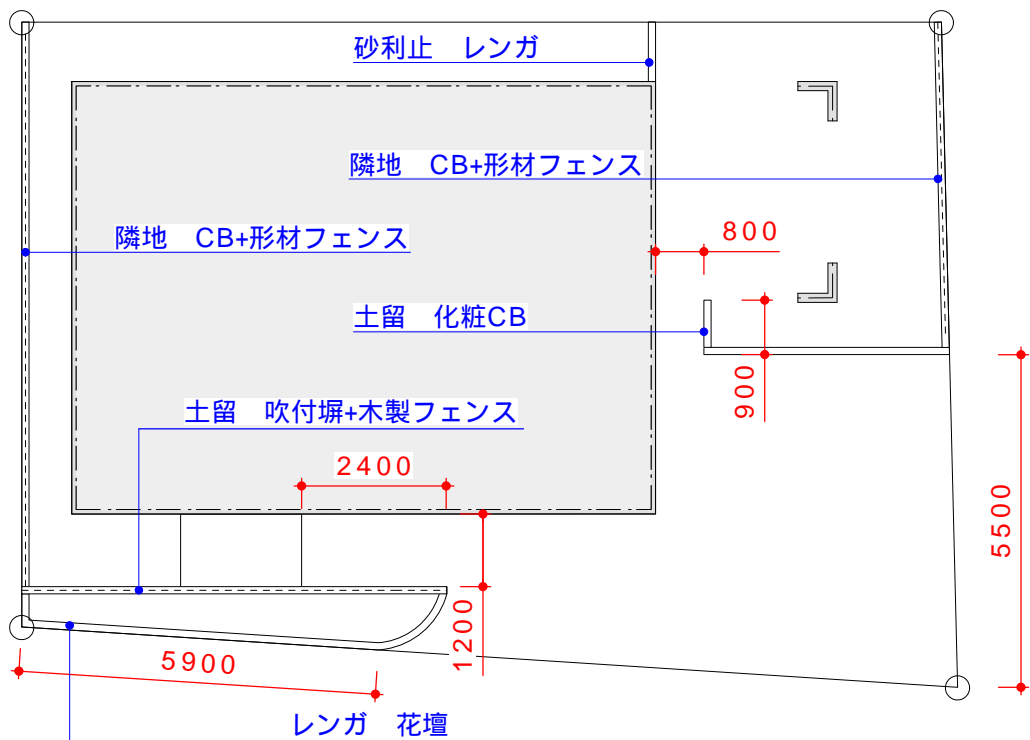 砂利止　レンガ
隣地　CB+形材フェンス
隣地　CB+形材フェンス
800
土留　化粧CB
900
土留　吹付塀+木製フェンス
2400
5500
1200
5900
レンガ　花壇